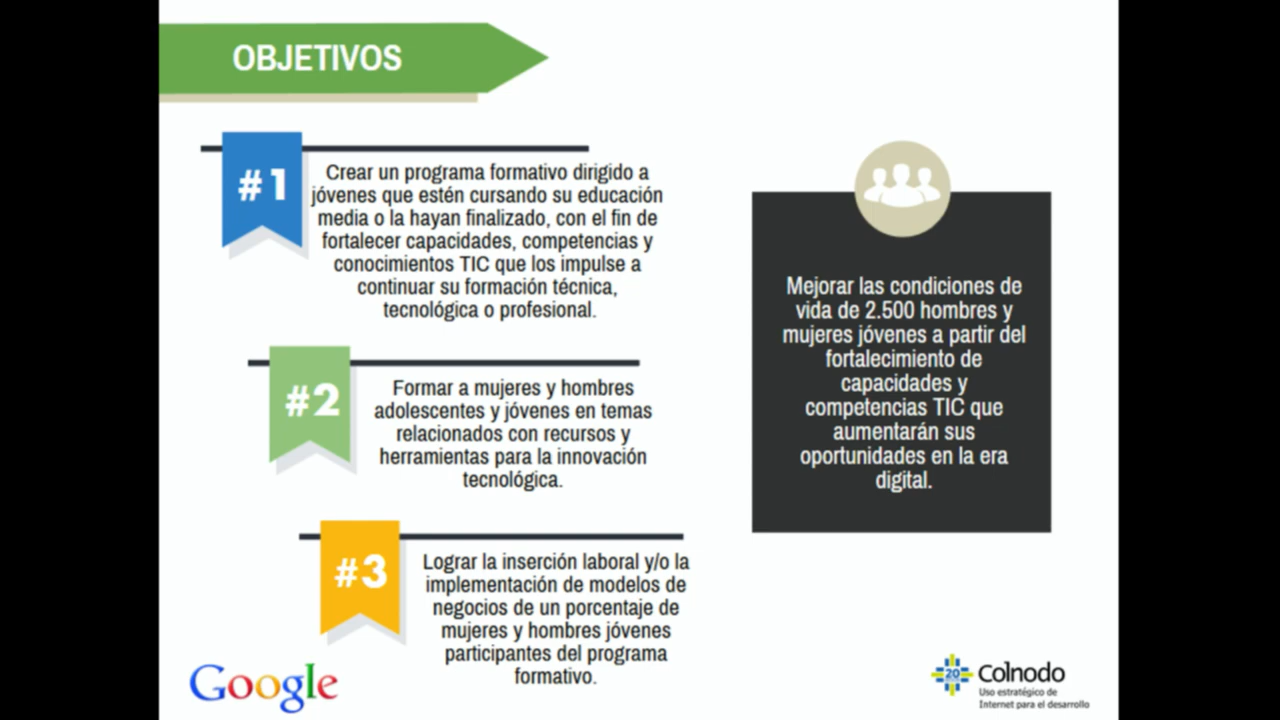 OBJETIVOS
#1
Crear un programa formativo dirigido a
jóvenes que estén cursando su educación
media o la hayan finalizado, con el fin de
fortalecer capacidades, competencias y
conocimientos TIC que los impulse a
continuar su formación técnica,
tecnológica o profesional.
#2
Formar a mujeres y hombres
adolescentes y jóvenes en temas
relacionados con recursos y
herramientas para la innovación
tecnológica.
#3
Lograr la inserción laboral y/o la
implementación de modelos de
negocios de un porcentaje de
mujeres y hombres jóvenes
participantes del programa
formativo.
Mejorar las condiciones de
vida de 2.500 hombres y
mujeres jóvenes a partir del
fortalecimiento de
capacidades y
competencias TIC que
aumentarán sus
oportunidades en la era
digital.
Google
20
Colnodo
Uso estratégico de
Internet para el desarrollo